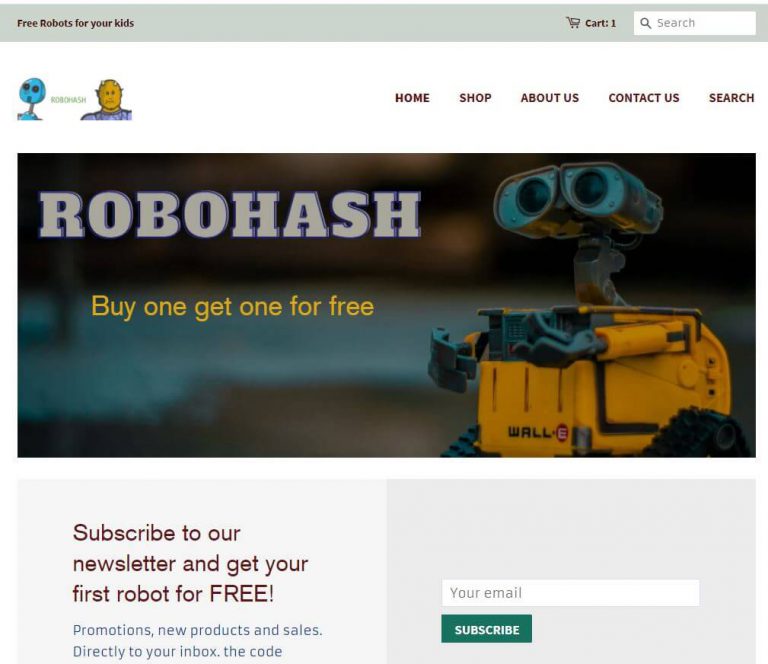 Free Robots for your kids
Cart: 1
Search
ROBOHASH
HOME SHOP ABOUT US CONTACT US SEARCH
ROBOHASH
Buy one get one for free
WALL·E
Subscribe to our
newsletter and get your
first robot for FREE!
Promotions, new products and sales.
Directly to your inbox. the code
Your email
SUBSCRIBE